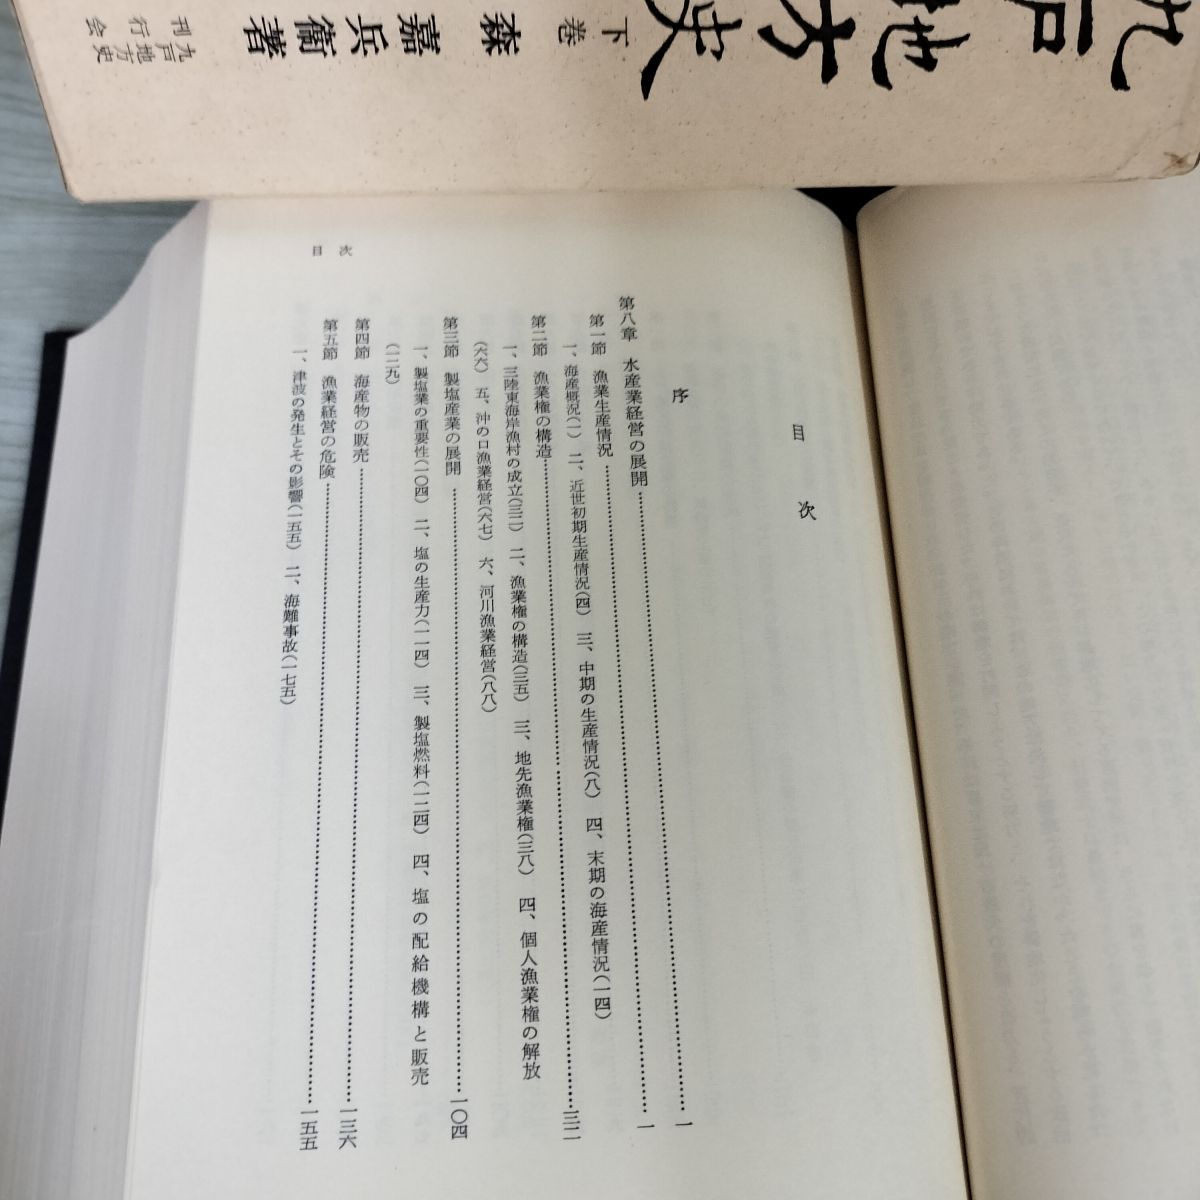 九戸地方史
下巻
森 嘉兵衞著
九戸地方史
刊行会
目次
序
第八章 水産業経営の展開……一
第一節 漁業生産情況……一
一、海産概況(一) 二、近世初期生産情況(四) 三、中期の生産情況(八) 四、末期の海産情況(一四)
第二節 漁業権の構造……三二
一、三陸東海岸漁村の成立(三二) 二、漁業権の構造(三五) 三、地先漁業権(三八) 四、個人漁業権の解放
(六六) 五、沖の口漁業経営(六七) 六、河川漁業経営(八八)
第三節 製塩産業の展開……一〇四
一、製塩業の重要性(一〇四) 二、塩の生産力(一一四) 三、製塩燃料(一二四) 四、塩の配給機構と販売
(一二九)
第四節 海産物の販売……一三六
第五節 漁業経営の危険……一五五
一、津波の発生とその影響(一五五) 二、海難事故(一七五)
目次